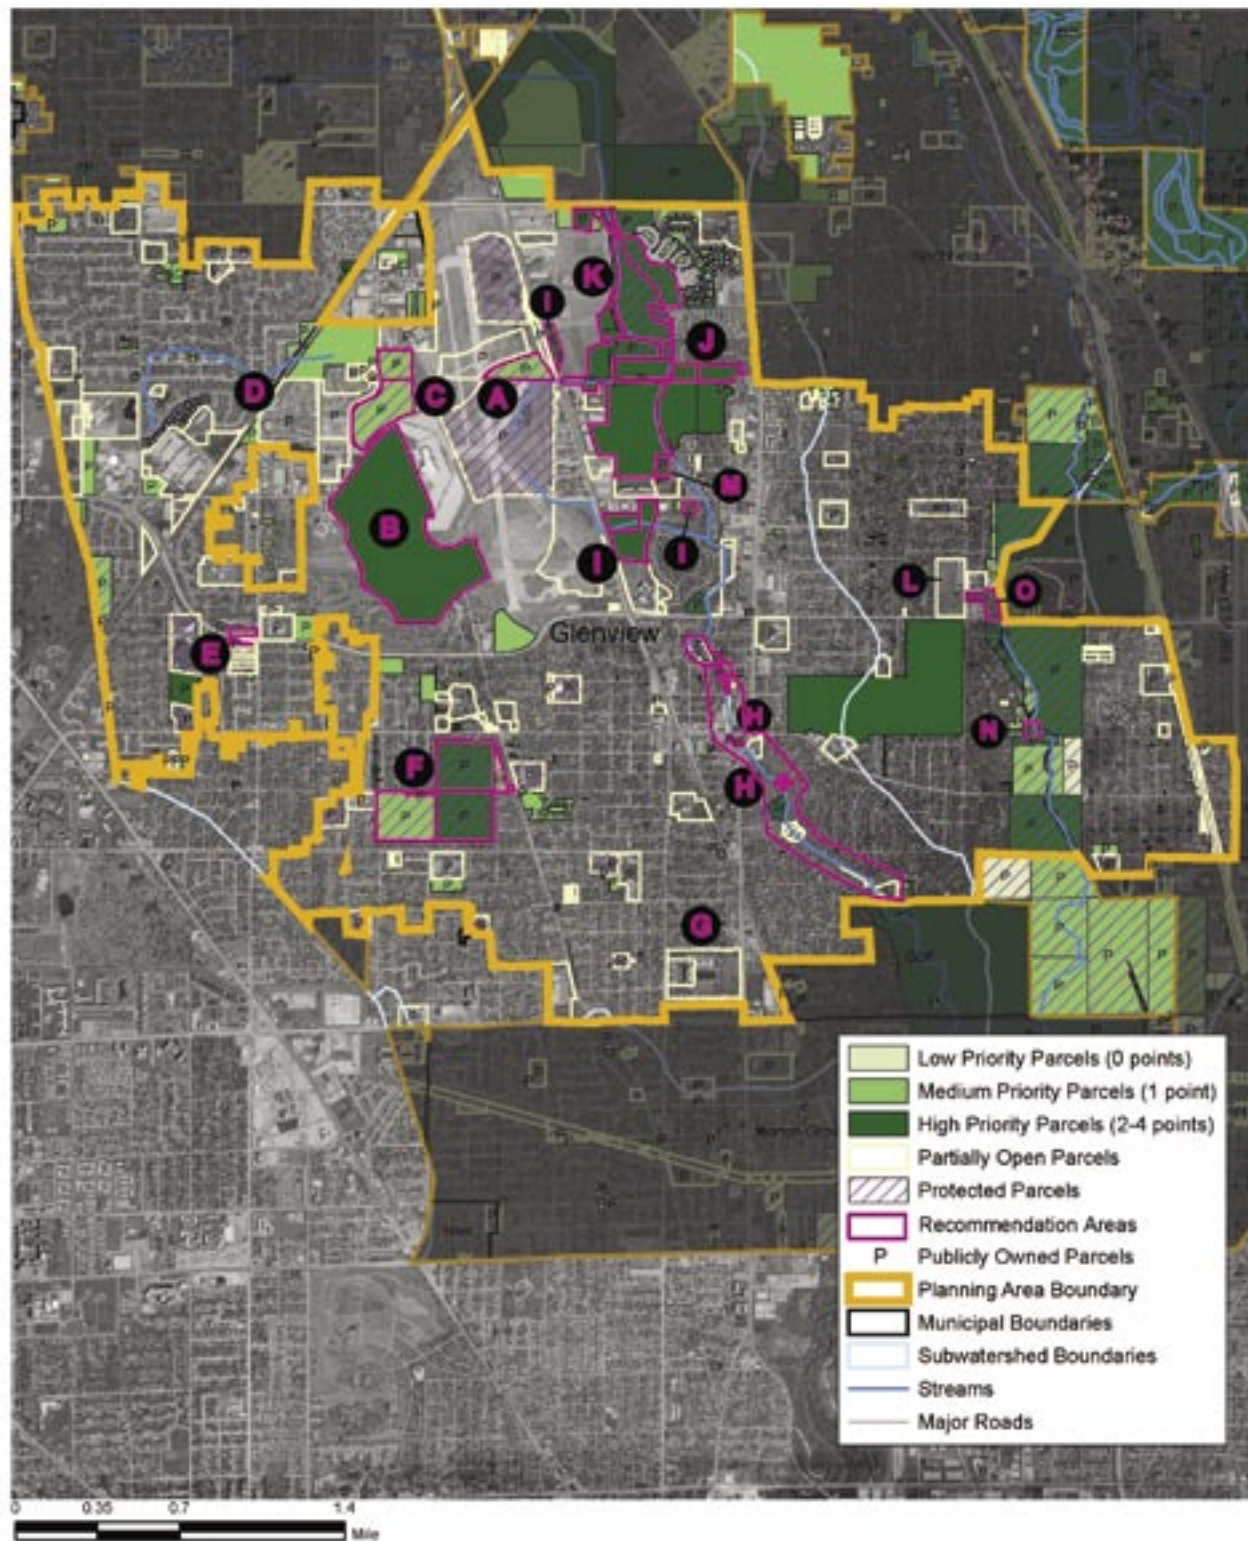 K
I
J
D
C
A
M
B
I
I
L
O
Glenview
E
H
N
F
H
G
Low Priority Parcels (0 points)
Medium Priority Parcels (1 point)
High Priority Parcels (2-4 points)
Partially Open Parcels
Protected Parcels
Recommendation Areas
P Publicly Owned Parcels
Planning Area Boundary
Municipal Boundaries
Subwatershed Boundaries
Streams
Major Roads
0 0.35 0.7 1.4
Mile